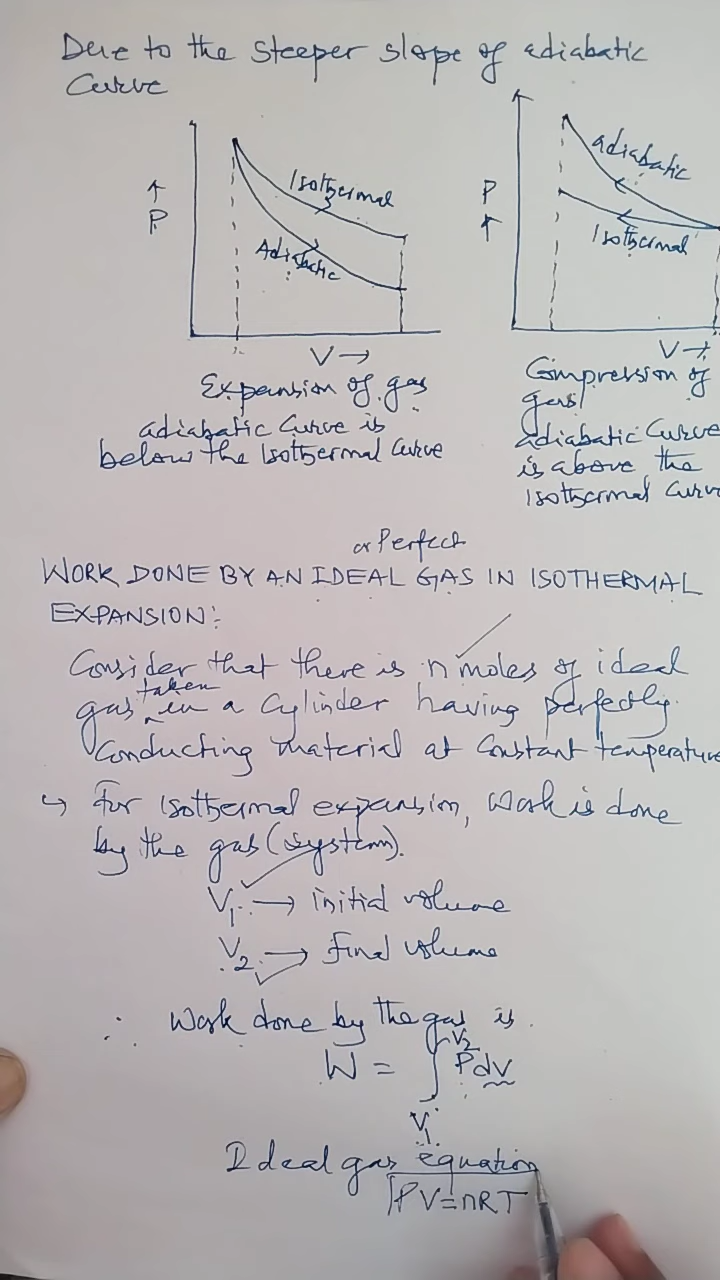 Due to the steeper slope of adiabatic
Curve
↑
P
Isothermal
Adiabatic
V →
Expansion of gas
adiabatic Curve is
below the Isothermal Curve
P
↑
adiabatic
Isothermal
V →
Compression of
gas
adiabatic Curve
is above the
Isothermal Curve
or Perfect
WORK DONE BY AN IDEAL GAS IN ISOTHERMAL
EXPANSION:
Consider that there is n moles of ideal
gas taken in a Cylinder having perfectly
Conducting material at Constant temperature
↪ For Isothermal expansion, Work is done
by the gas (system).
V₁ → initial volume
V₂ → final volume
∴ Work done by the gas is
W = ∫ V₁ V₂ P dV
Ideal gas equation
PV = nRT